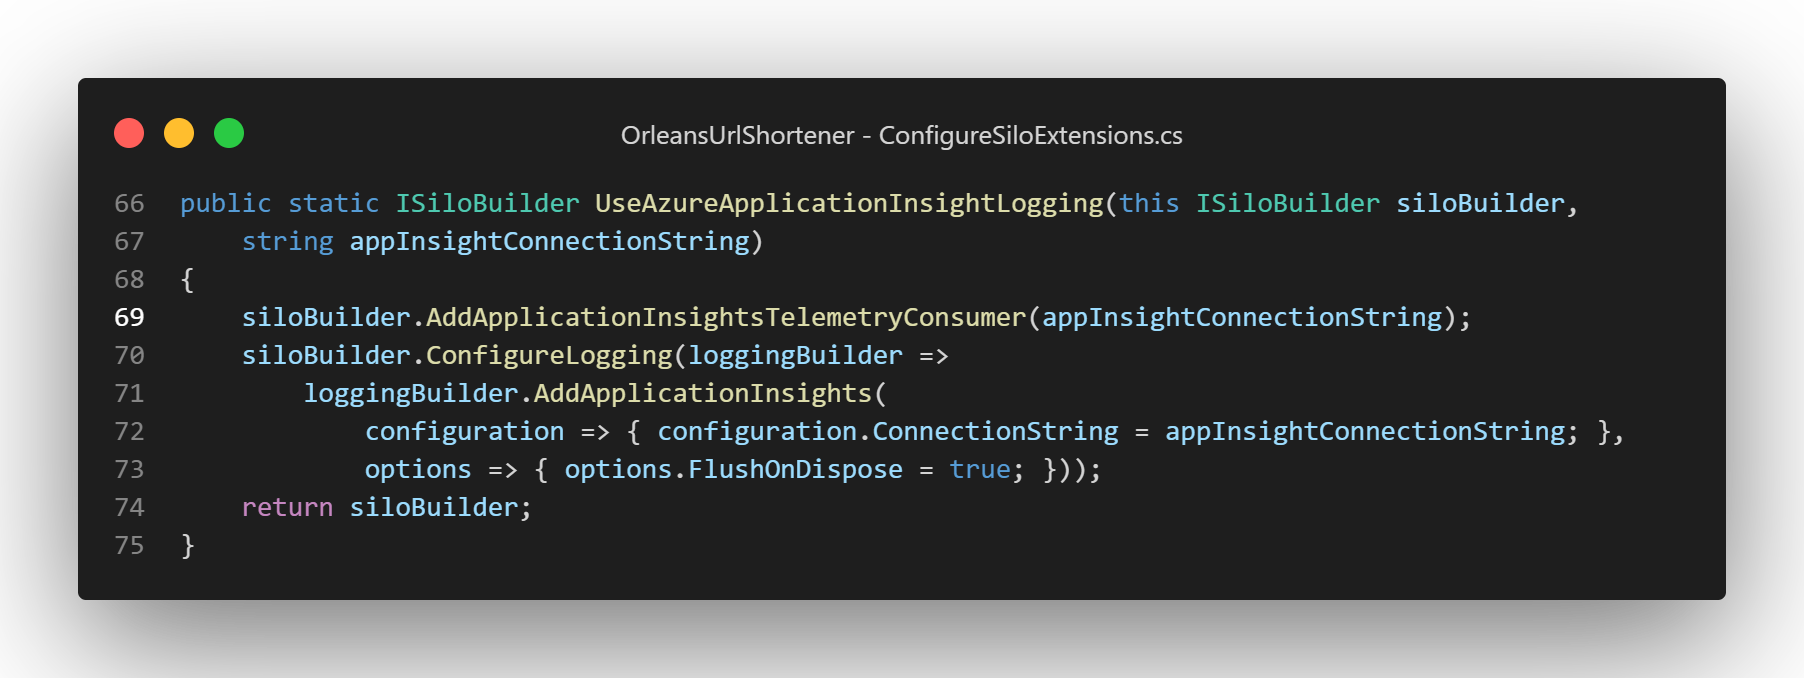 OrleansUrlShortener - ConfigureSiloExtensions.cs
66 public static ISiloBuilder UseAzureApplicationInsightLogging(this ISiloBuilder siloBuilder,
67     string appInsightConnectionString)
68 {
69     siloBuilder.AddApplicationInsightsTelemetryConsumer(appInsightConnectionString);
70     siloBuilder.ConfigureLogging(loggingBuilder =>
71         loggingBuilder.AddApplicationInsights(
72             configuration => { configuration.ConnectionString = appInsightConnectionString; },
73             options => { options.FlushOnDispose = true; }));
74     return siloBuilder;
75 }